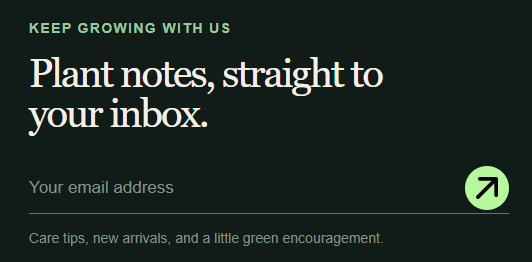 KEEP GROWING WITH US
Plant notes, straight to
your inbox.
Your email address
Care tips, new arrivals, and a little green encouragement.